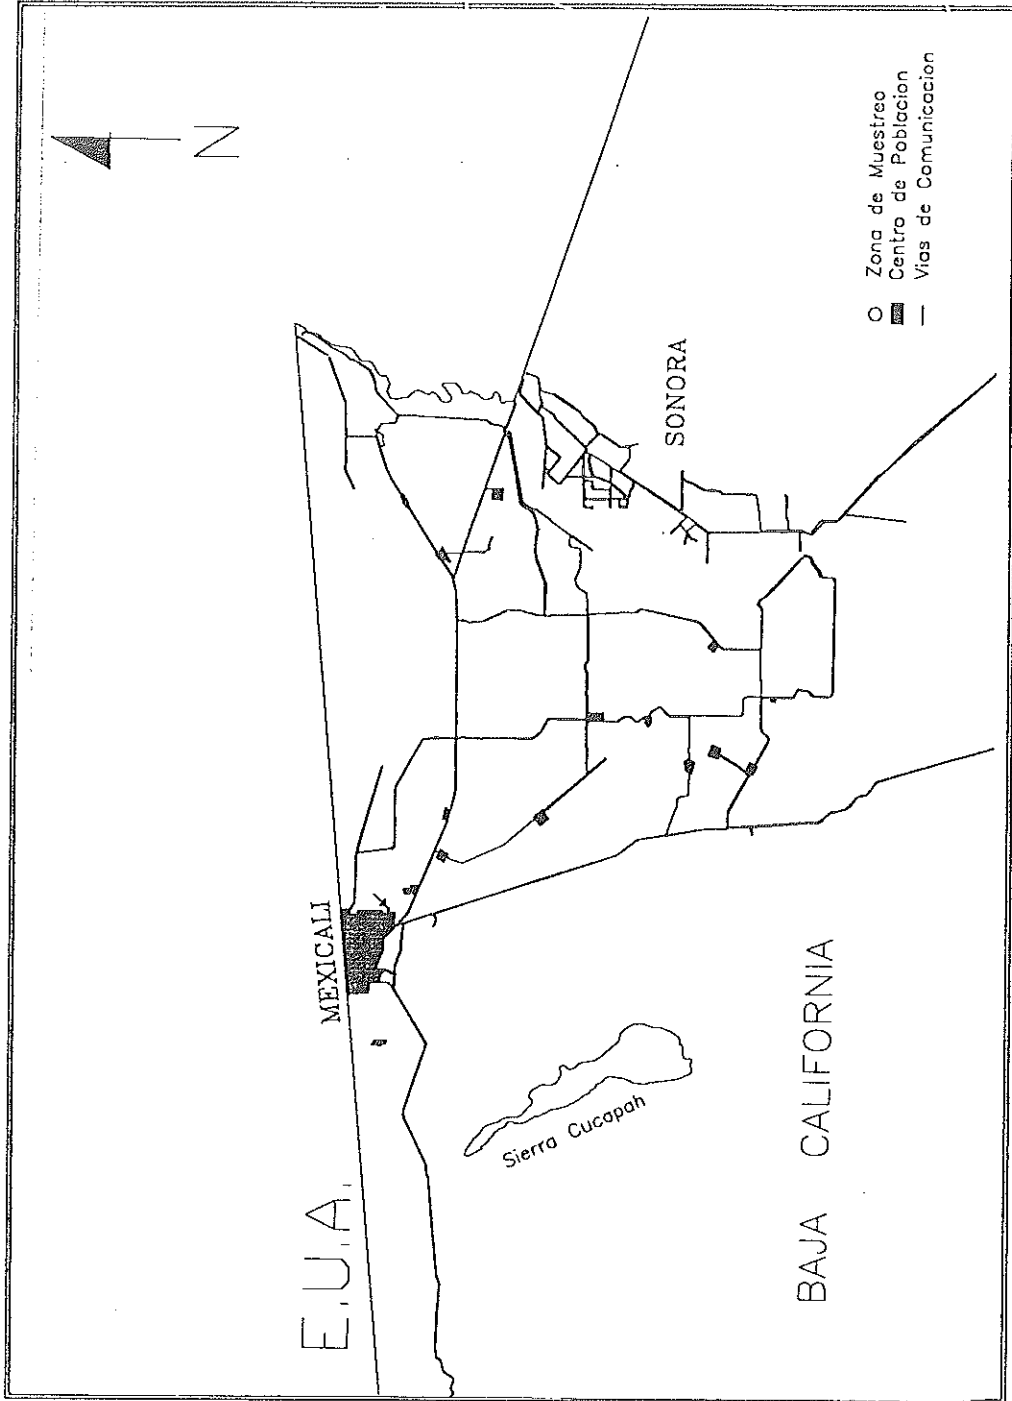 N
E.U.A.
MEXICALI
Sierra Cucapah
SONORA
BAJA CALIFORNIA
Zona de Muestreo
Centro de Poblacion
Vias de Comunicacion